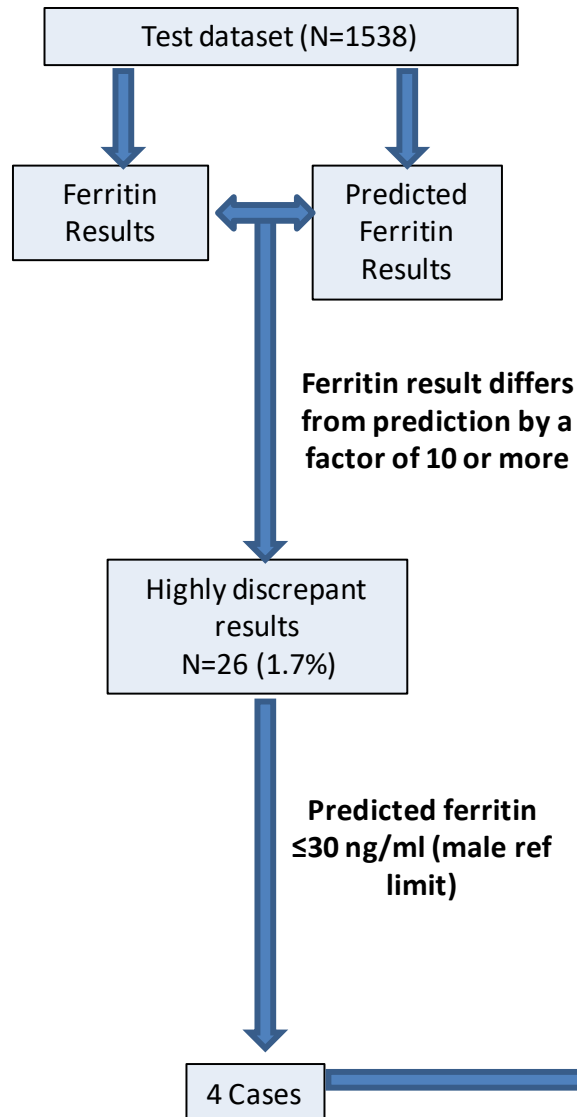 Test dataset (N=1538)
Ferritin
Results
Predicted
Ferritin
Results
Ferritin result differs
from prediction by a
factor of 10 or more
Highly discrepant
results
N=26 (1.7%)
Predicted ferritin
≤30 ng/ml (male ref
limit)
4 Cases